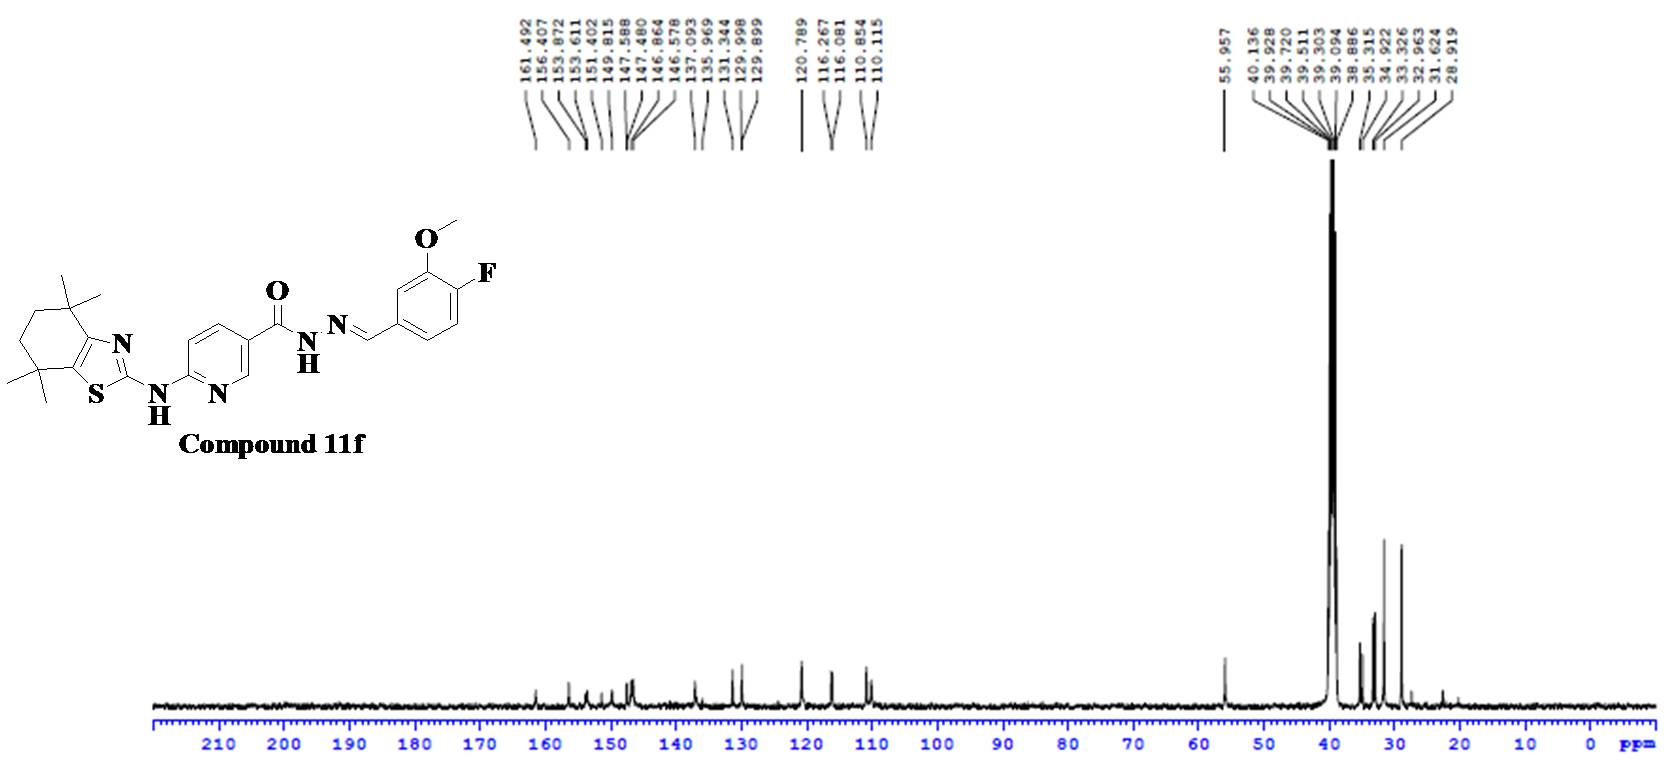 161.492
156.407
153.872
153.611
151.402
149.815
147.588
147.480
146.864
146.578
137.093
135.969
131.344
129.998
129.899
120.789
116.267
116.081
110.854
110.115
55.957
40.136
39.928
39.720
39.511
39.303
39.094
38.886
35.315
34.922
33.326
32.963
31.624
28.919
O
F
O
N
N
H
N
S
N
H
N
Compound 11f
210 200 190 180 170 160 150 140 130 120 110 100 90 80 70 60 50 40 30 20 10 0 ppm